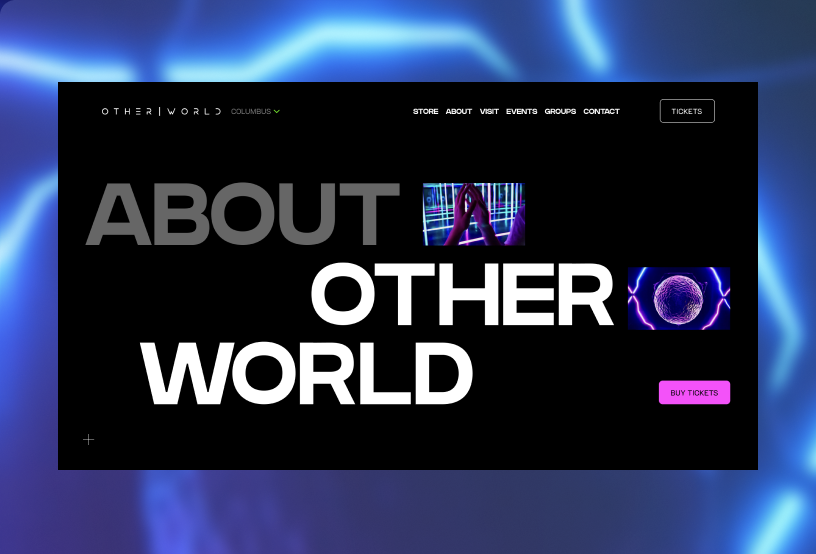 OTHER|WORLD COLUMBUS STORE ABOUT VISIT EVENTS GROUPS CONTACT TICKETS
ABOUT
OTHER
WORLD
BUY TICKETS